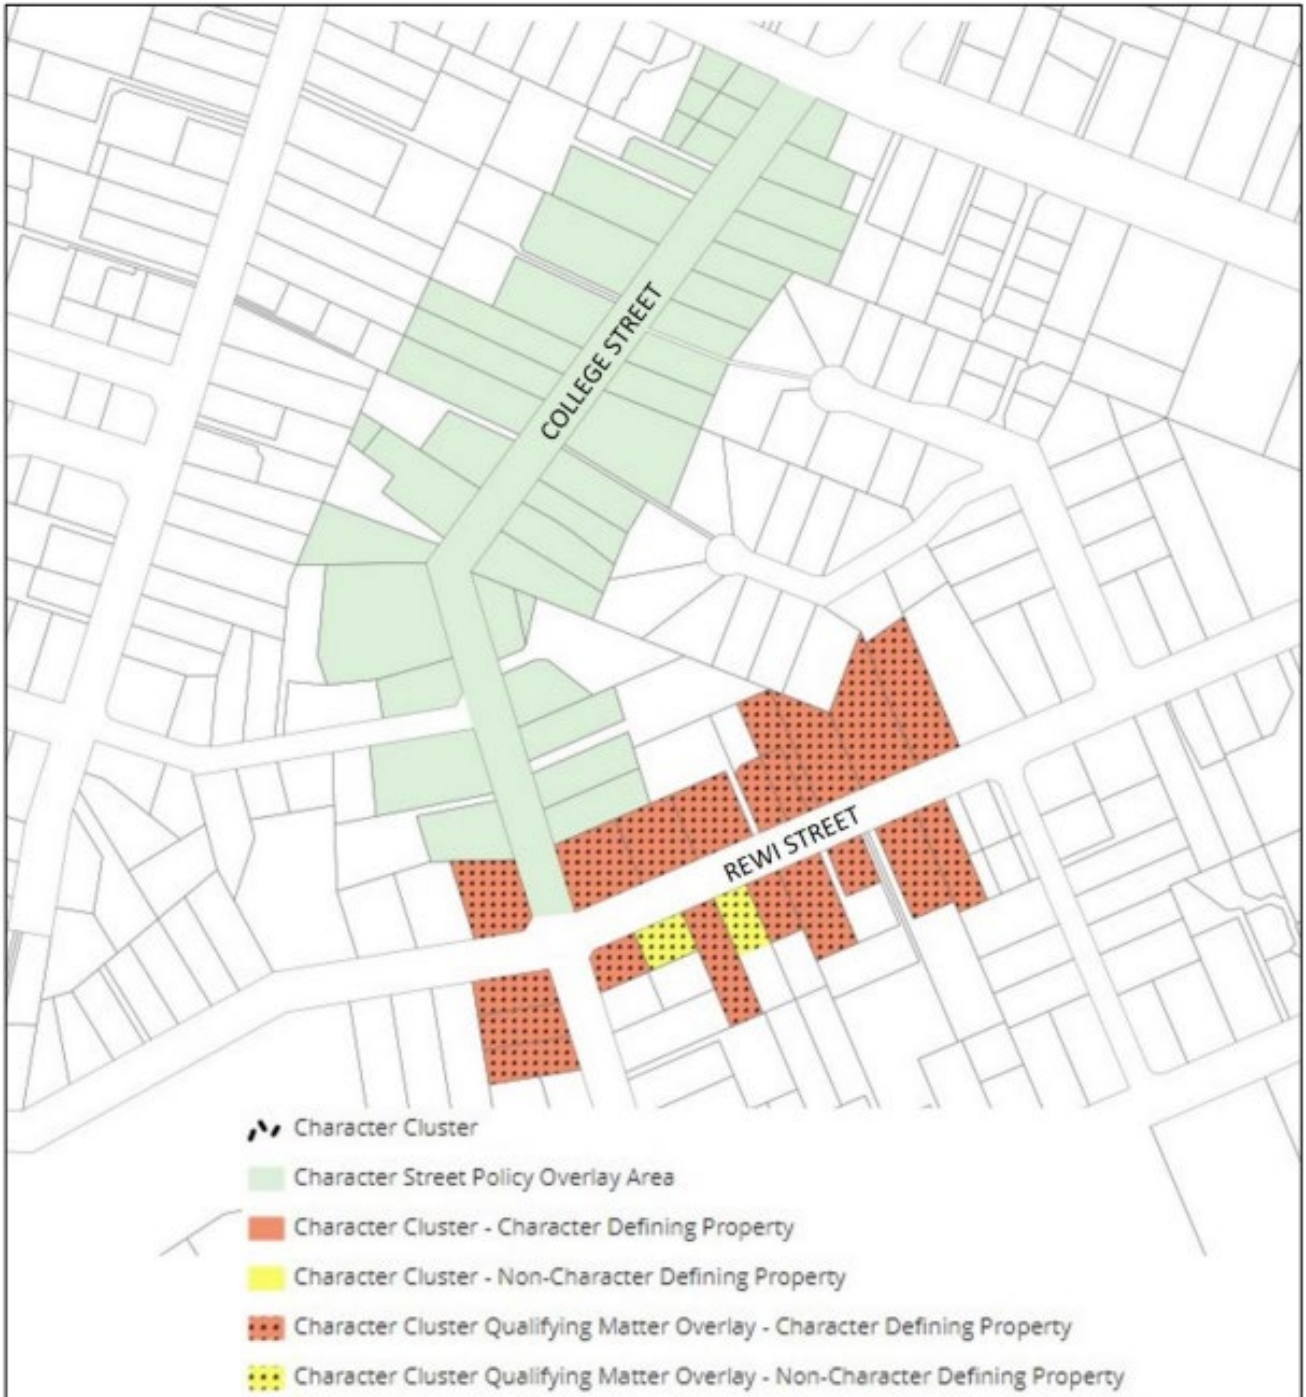 COLLEGE STREET
REWI STREET
Character Cluster
Character Street Policy Overlay Area
Character Cluster - Character Defining Property
Character Cluster - Non-Character Defining Property
Character Cluster Qualifying Matter Overlay - Character Defining Property
Character Cluster Qualifying Matter Overlay - Non-Character Defining Property